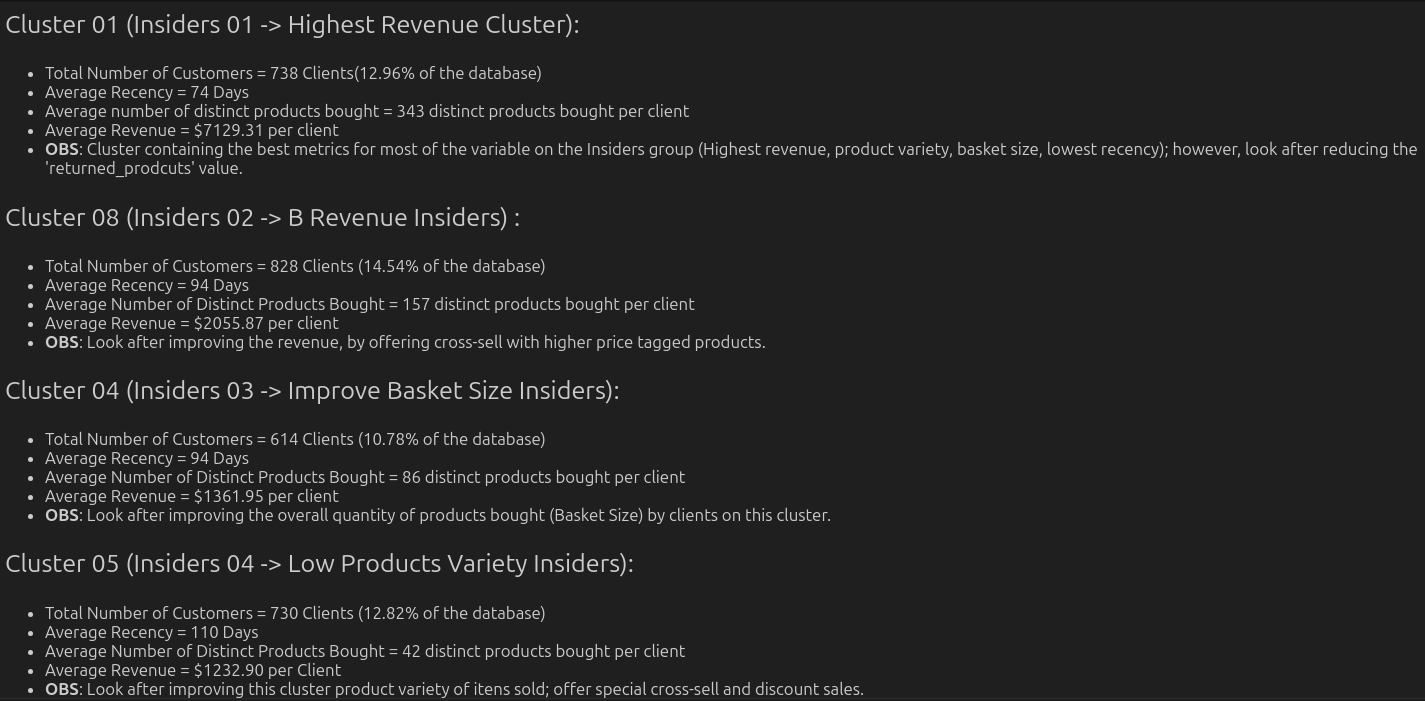 Cluster 01 (Insiders 01 -> Highest Revenue Cluster):
• Total Number of Customers = 738 Clients(12.96% of the database)
• Average Recency = 74 Days
• Average number of distinct products bought = 343 distinct products bought per client
• Average Revenue = $7129.31 per client
• OBS: Cluster containing the best metrics for most of the variable on the Insiders group (Highest revenue, product variety, basket size, lowest recency); however, look after reducing the
'returned_prodcuts' value.
Cluster 08 (Insiders 02 -> B Revenue Insiders) :
• Total Number of Customers = 828 Clients (14.54% of the database)
• Average Recency = 94 Days
• Average Number of Distinct Products Bought = 157 distinct products bought per client
• Average Revenue = $2055.87 per client
• OBS: Look after improving the revenue, by offering cross-sell with higher price tagged products.
Cluster 04 (Insiders 03 -> Improve Basket Size Insiders):
• Total Number of Customers = 614 Clients (10.78% of the database)
• Average Recency = 94 Days
• Average Number of Distinct Products Bought = 86 distinct products bought per client
• Average Revenue = $1361.95 per client
• OBS: Look after improving the overall quantity of products bought (Basket Size) by clients on this cluster.
Cluster 05 (Insiders 04 -> Low Products Variety Insiders):
• Total Number of Customers = 730 Clients (12.82% of the database)
• Average Recency = 110 Days
• Average Number of Distinct Products Bought = 42 distinct products bought per client
• Average Revenue = $1232.90 per Client
• OBS: Look after improving this cluster product variety of itens sold; offer special cross-sell and discount sales.